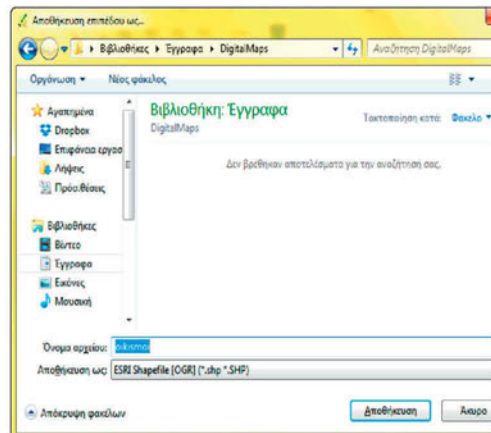 Αποθήκευση επιπέδου ως...
Βιβλιοθήκες Έγγραφα DigitalMaps
Αναζήτηση DigitalMaps
Οργάνωση Νέος φάκελος
Αγαπημένα
Dropbox
Επιφάνεια εργασ
Λήψεις
Πρόσ.θέσεις
Βιβλιοθήκες
Βίντεο
Έγγραφα
Εικόνες
Μουσική
Βιβλιοθήκη: Έγγραφα
DigitalMaps
Τακτοποίηση κατά: Φάκελο
Δεν βρέθηκαν αποτελέσματα για την αναζήτηση σας.
Όνομα αρχείου: oikismoi
Αποθήκευση ως: ESRI Shapefile [OGR] (*.shp *.SHP)
Απόκρυψη φακέλων
Αποθήκευση
Άκυρο